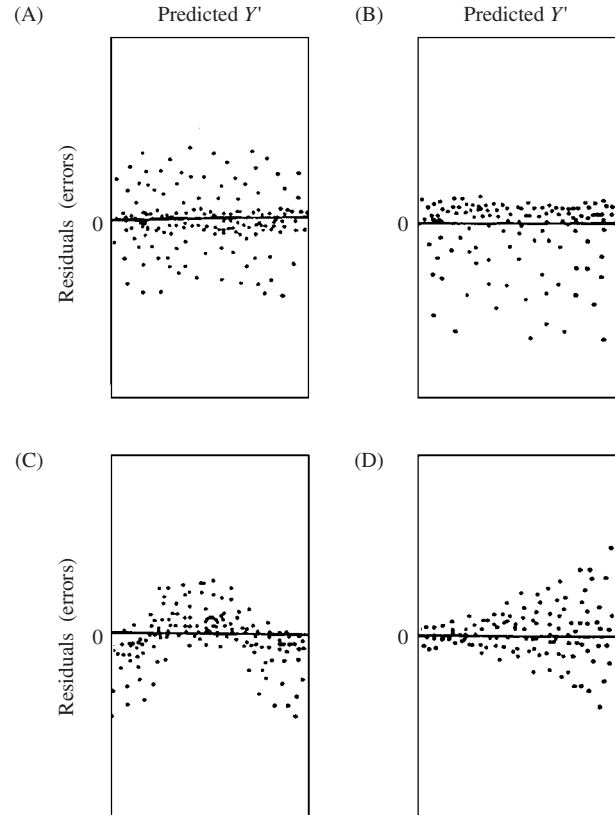 (A) Predicted Y' (B) Predicted Y'
Residuals (errors)
0 0
(C) (D)
Residuals (errors)
0 0